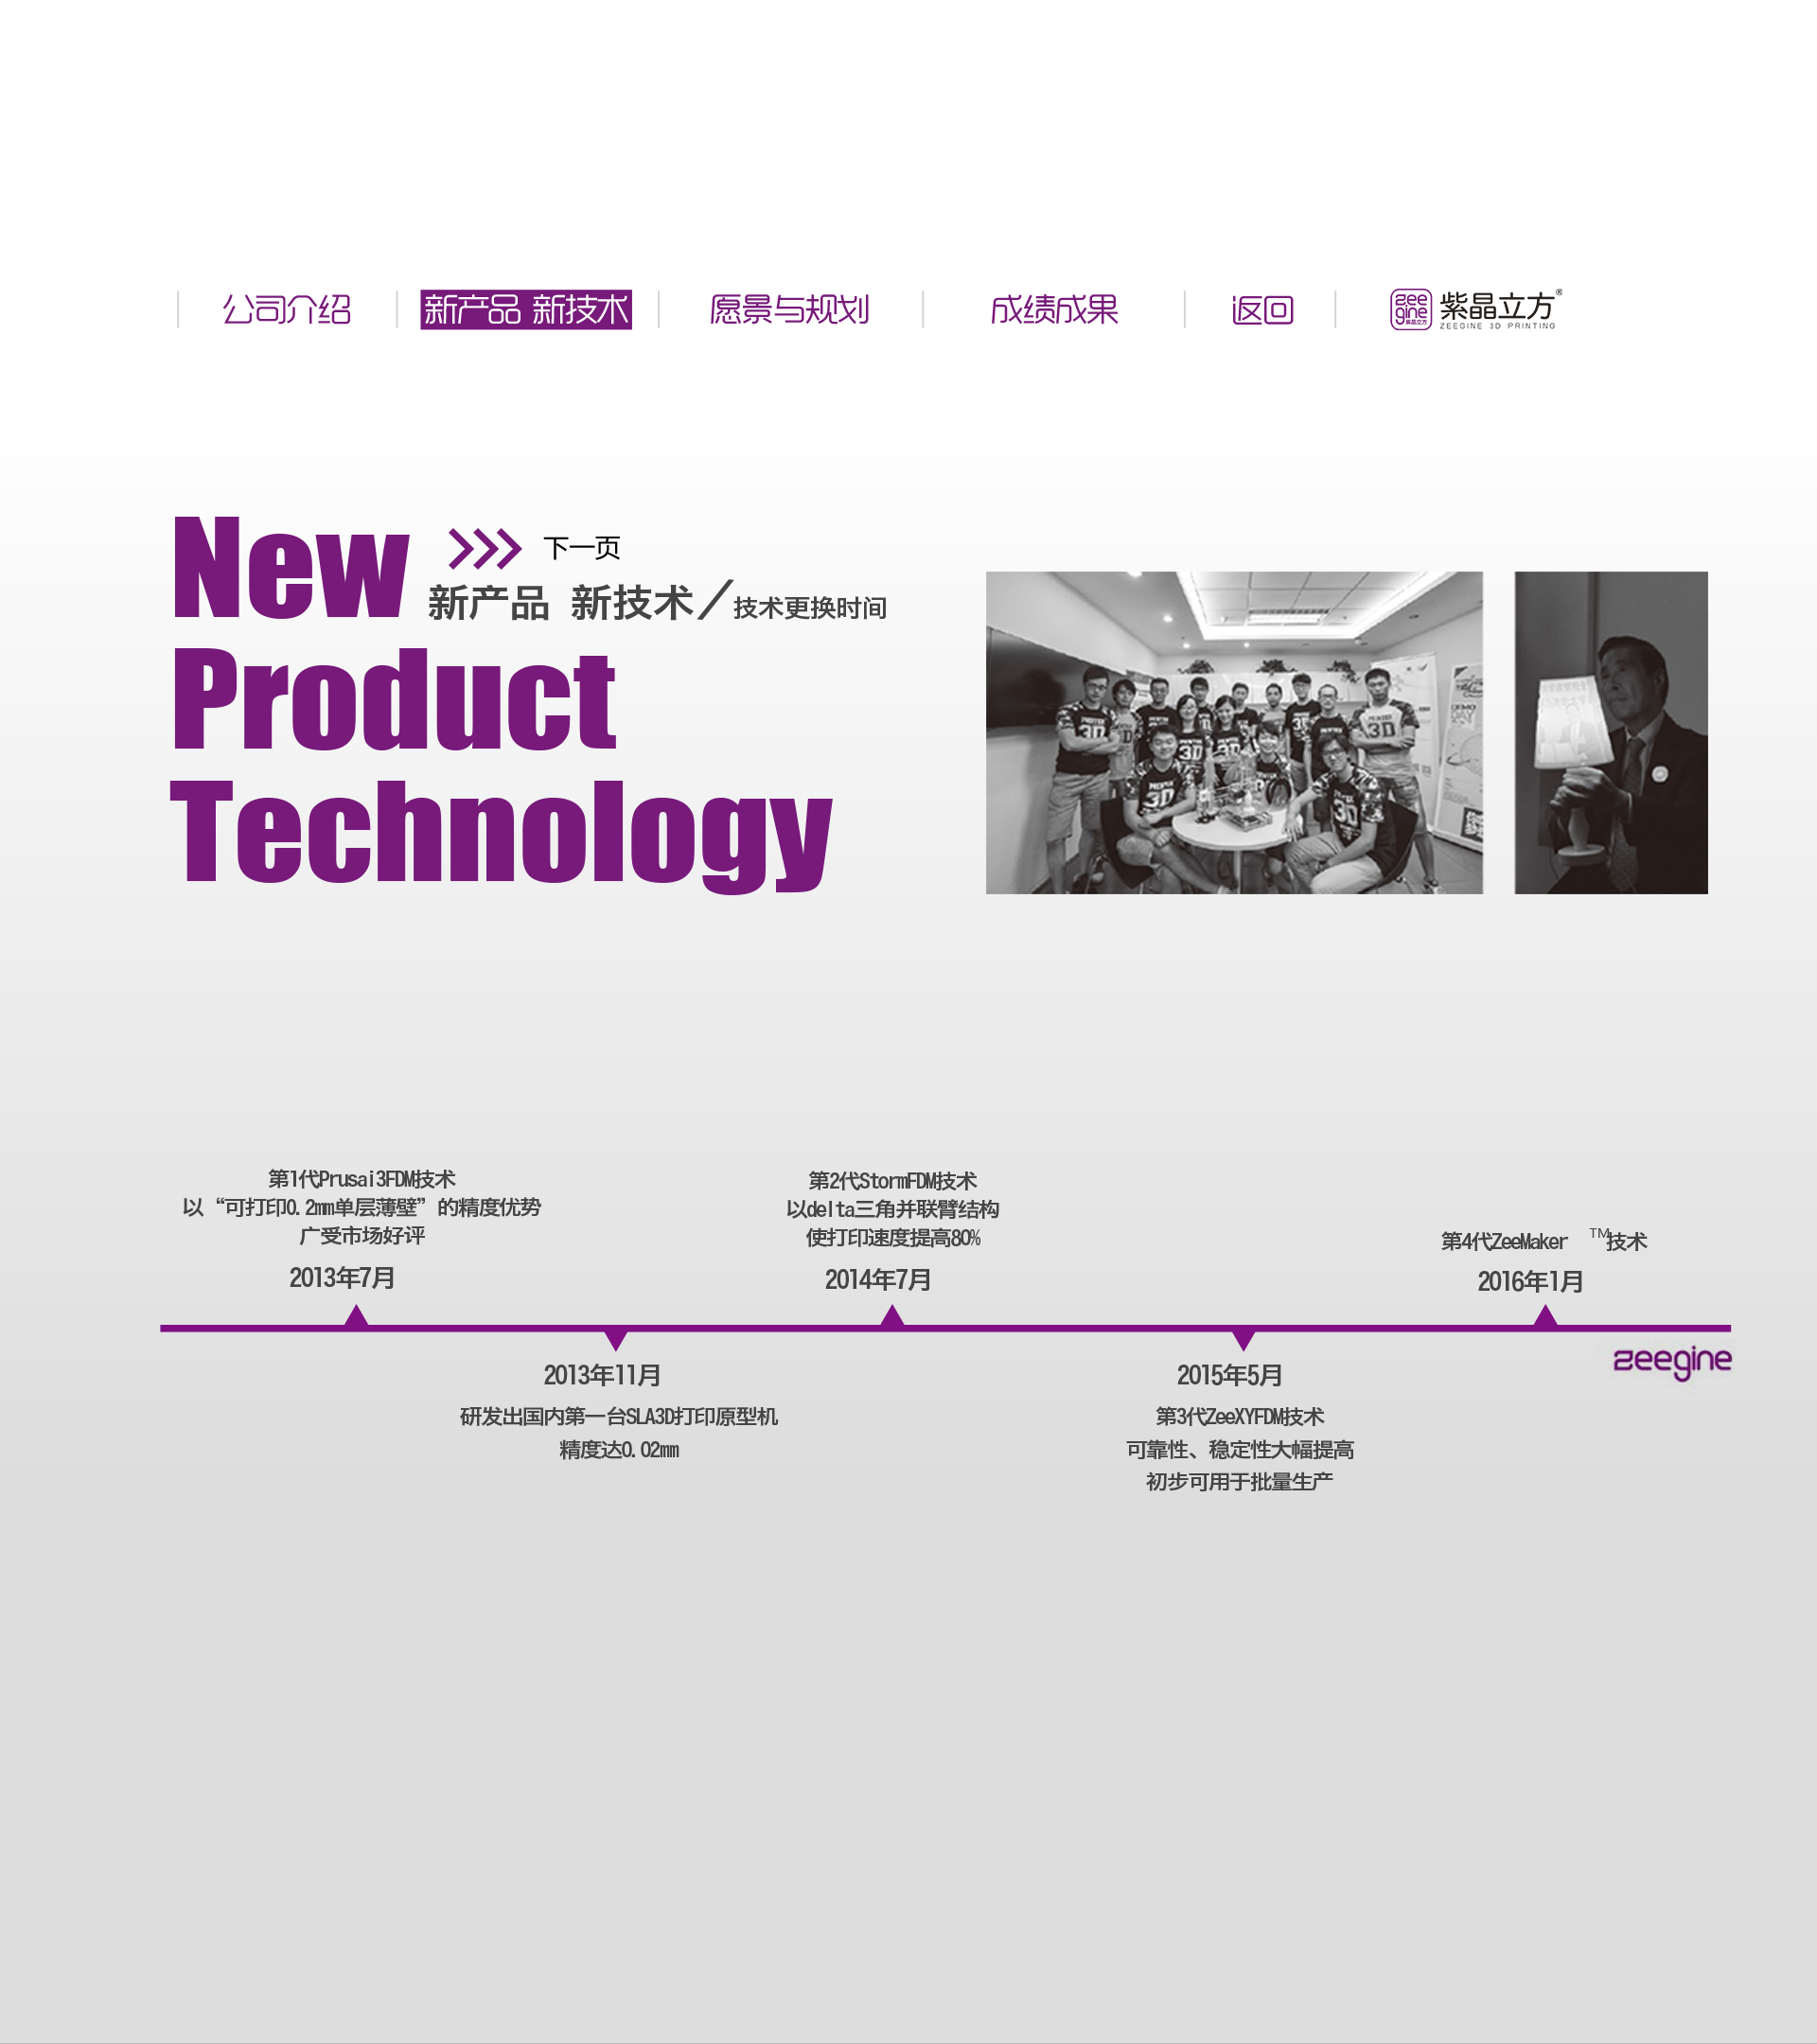 公司介绍
新产品 新技术
愿景与规划
成绩成果
返回
zee
gine
紫晶立方
紫晶立方®
ZEEGINE 3D PRINTING
New
下一页
新产品 新技术/技术更换时间
Product
Technology
第1代Prusai3FDM技术
以“可打印0.2mm单层薄壁”的精度优势
广受市场好评
2013年7月
第2代StormFDM技术
以delta三角并联臂结构
使打印速度提高80%
2014年7月
第4代ZeeMaker TM技术
2016年1月
zeegine
2013年11月
研发出国内第一台SLA3D打印原型机
精度达0.02mm
2015年5月
第3代ZeeXYFDM技术
可靠性、稳定性大幅提高
初步可用于批量生产
3D
3D
3D
3D
3D
DEMO
DAY